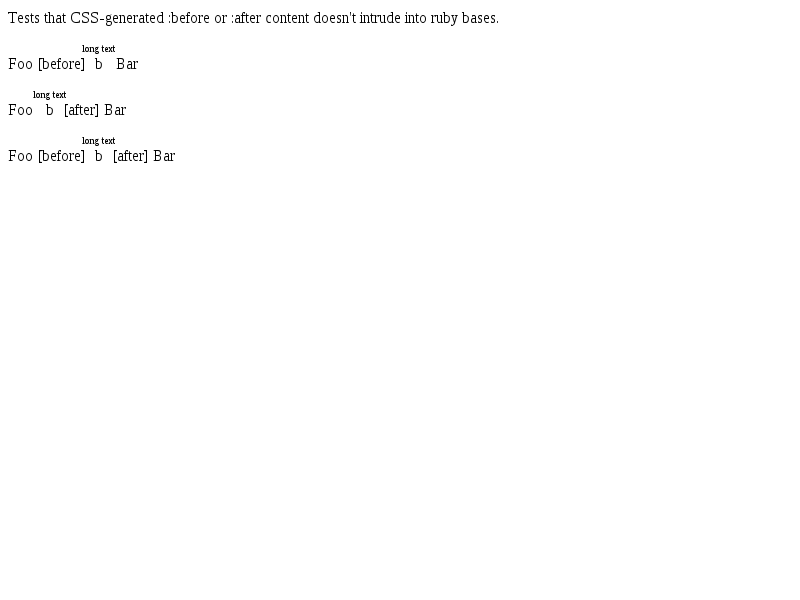 Tests that CSS-generated :before or :after content doesn't intrude into ruby bases.
long text
Foo [before] b Bar
long text
Foo b [after] Bar
long text
Foo [before] b [after] Bar